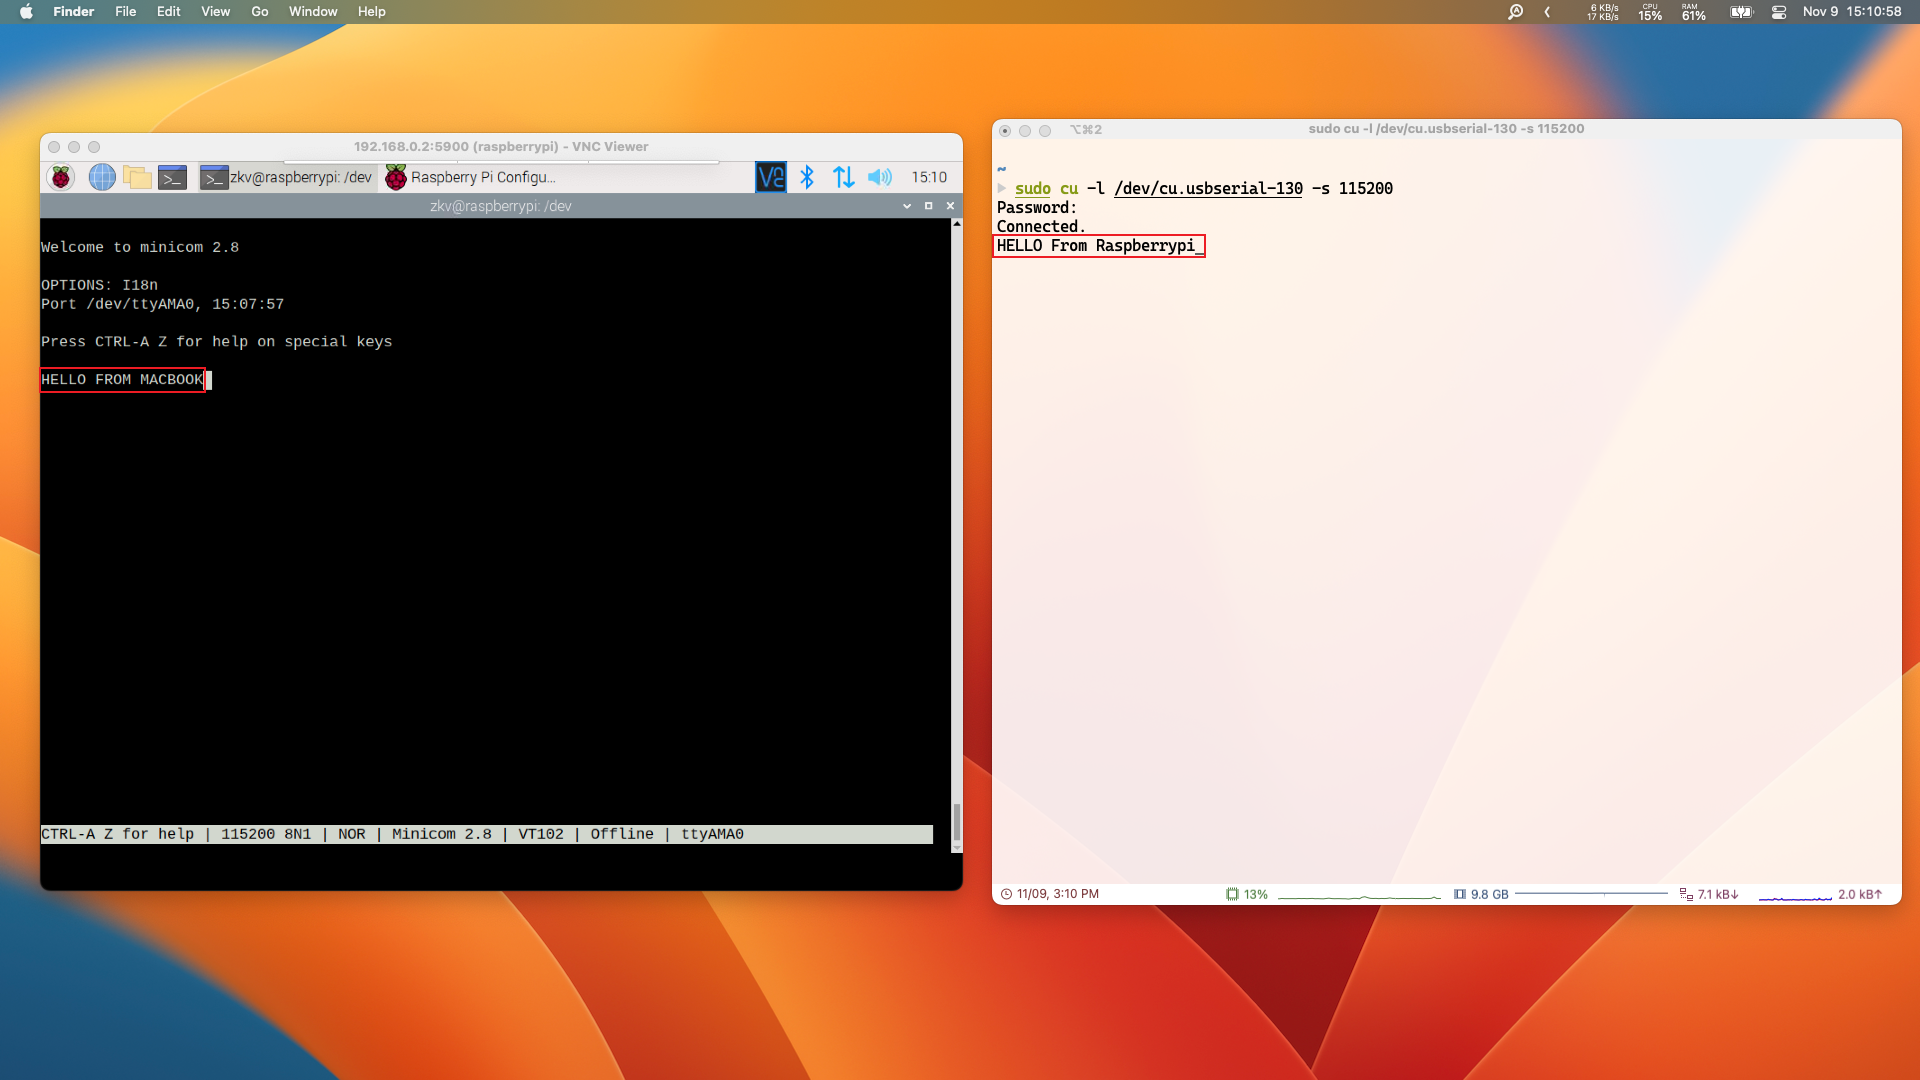 Finder File Edit View Go Window Help
6 KB/s
17 KB/s
CPU
15%
RAM
61%
Nov 9 15:10:58
192.168.0.2:5900 (raspberrypi) - VNC Viewer
zkv@raspberrypi: /dev
Raspberry Pi Configu...
15:10
zkv@raspberrypi: /dev
Welcome to minicom 2.8
OPTIONS: I18n
Port /dev/ttyAMA0, 15:07:57
Press CTRL-A Z for help on special keys
HELLO FROM MACBOOK
CTRL-A Z for help | 115200 8N1 | NOR | Minicom 2.8 | VT102 | Offline | ttyAMA0
⌥⌘2
sudo cu -l /dev/cu.usbserial-130 -s 115200
~
sudo cu -l /dev/cu.usbserial-130 -s 115200
Password:
Connected.
HELLO From Raspberrypi_
11/09, 3:10 PM
13%
9.8 GB
7.1 kB↓
2.0 kB↑